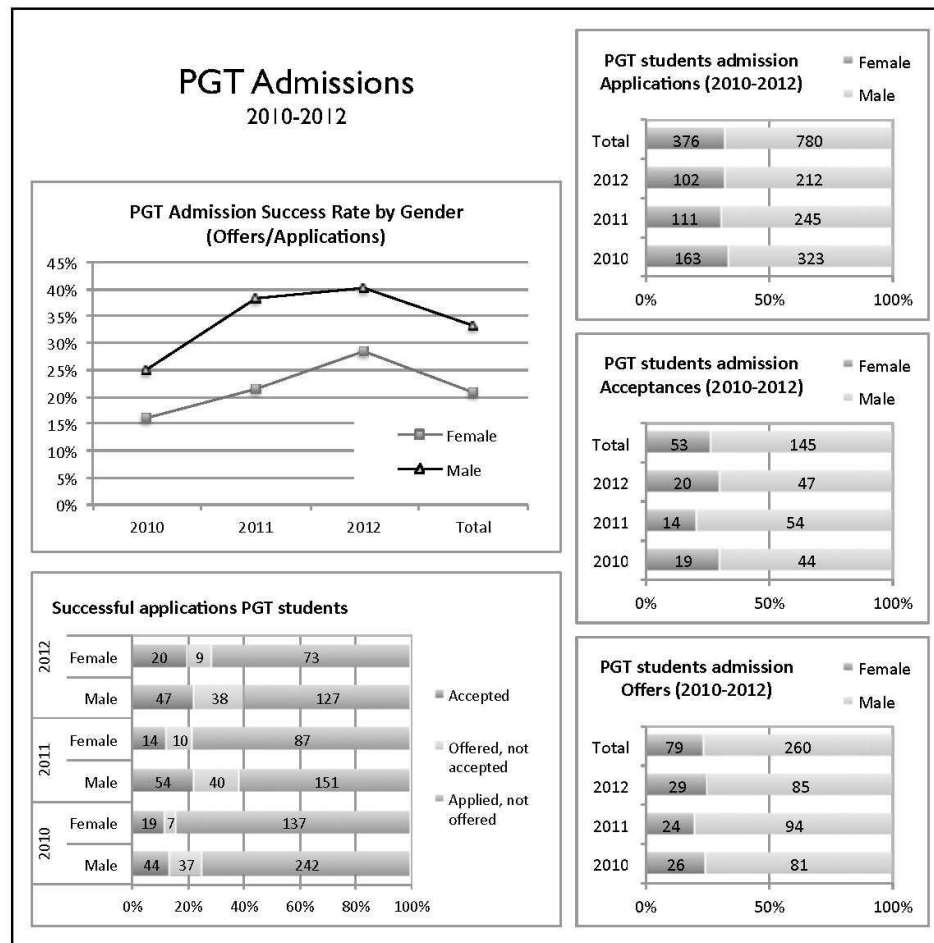 PGT Admissions
2010-2012
PGT Admission Success Rate by Gender
(Offers/Applications)
45%
40%
35%
30%
25%
20%
15%
10%
5%
0%
Female
Male
2010 2011 2012 Total
Successful applications PGT students
2012
Female 20 9 73
Male 47 38 127
2011
Female 14 10 87
Male 54 40 151
2010
Female 19 7 137
Male 44 37 242
0% 20% 40% 60% 80% 100%
Accepted
Offered, not
accepted
Applied, not
offered
PGT students admission
Applications (2010-2012)
Female
Male
Total 376 780
2012 102 212
2011 111 245
2010 163 323
0% 50% 100%
PGT students admission
Acceptances (2010-2012)
Female
Male
Total 53 145
2012 20 47
2011 14 54
2010 19 44
0% 50% 100%
PGT students admission
Offers (2010-2012)
Female
Male
Total 79 260
2012 29 85
2011 24 94
2010 26 81
0% 50% 100%